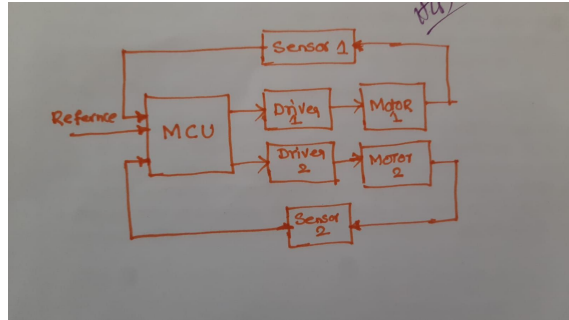 Sensor 1
Refernce
MCU
Driver
1
MotoR
1
Driver
2
Motor
2
Sensor
2